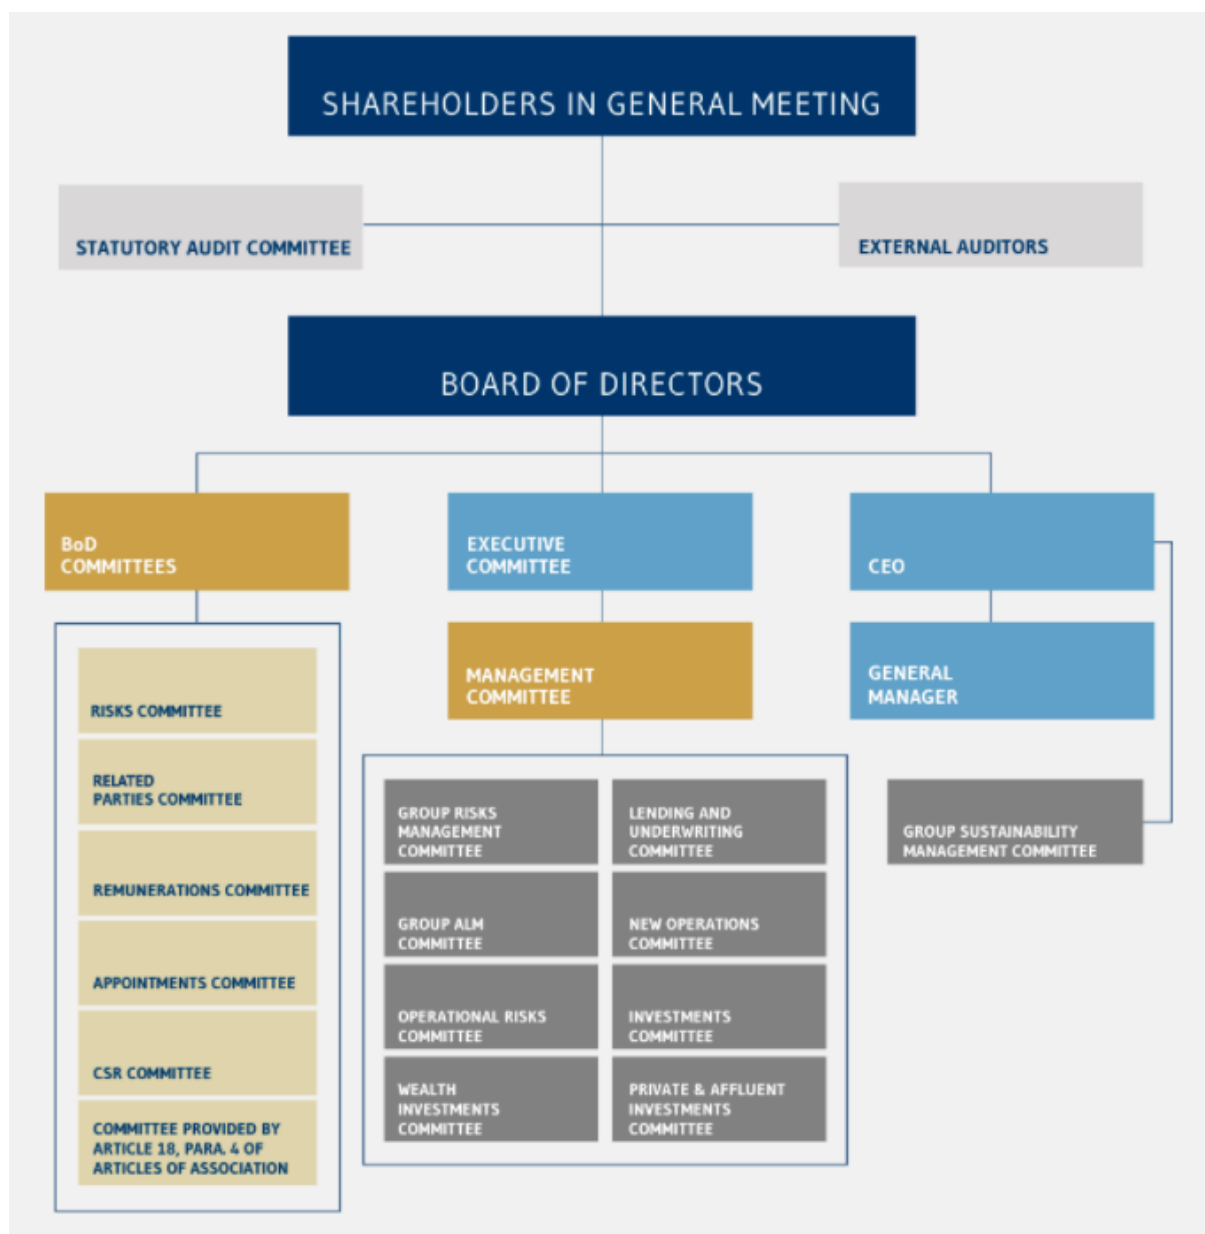 SHAREHOLDERS IN GENERAL MEETING
STATUTORY AUDIT COMMITTEE
EXTERNAL AUDITORS
BOARD OF DIRECTORS
BoD
COMMITTEES
EXECUTIVE
COMMITTEE
CEO
MANAGEMENT
COMMITTEE
GENERAL
MANAGER
RISKS COMMITTEE
RELATED
PARTIES COMMITTEE
REMUNERATIONS COMMITTEE
APPOINTMENTS COMMITTEE
CSR COMMITTEE
COMMITTEE PROVIDED BY
ARTICLE 18, PARA. 4 OF
ARTICLES OF ASSOCIATION
GROUP RISKS
MANAGEMENT
COMMITTEE
LENDING AND
UNDERWRITING
COMMITTEE
GROUP ALM
COMMITTEE
NEW OPERATIONS
COMMITTEE
OPERATIONAL RISKS
COMMITTEE
INVESTMENTS
COMMITTEE
WEALTH
INVESTMENTS
COMMITTEE
PRIVATE & AFFLUENT
INVESTMENTS
COMMITTEE
GROUP SUSTAINABILITY
MANAGEMENT COMMITTEE